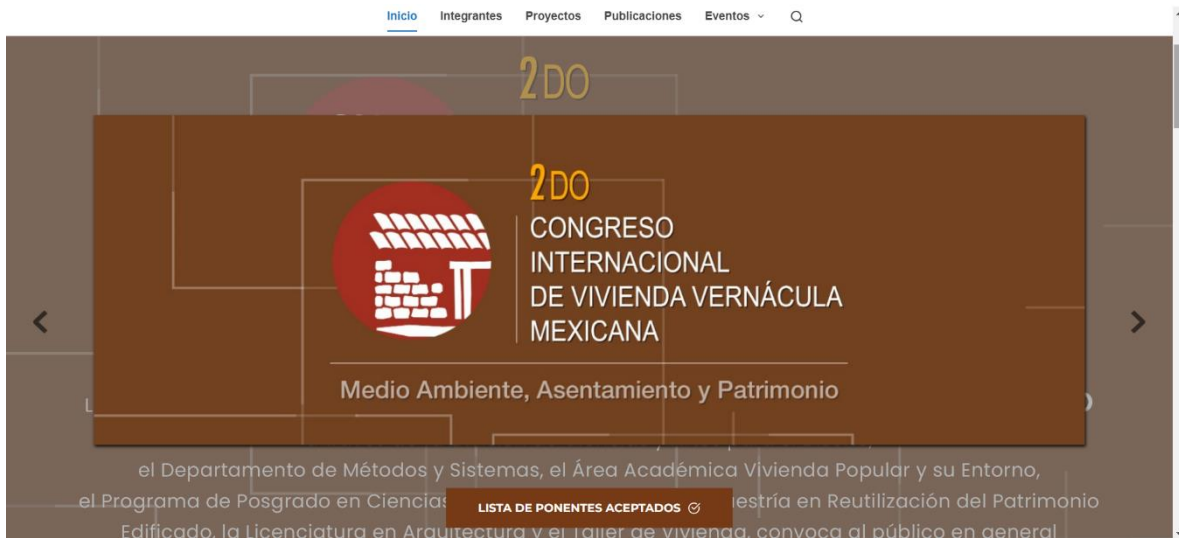 Inicio Integrantes Proyectos Publicaciones Eventos
2DO
2DO
CONGRESO
INTERNACIONAL
DE VIVIENDA VERNÁCULA
MEXICANA
Medio Ambiente, Asentamiento y Patrimonio
el Departamento de Métodos y Sistemas, el Área Académica Vivienda Popular y su Entorno,
el Programa de Posgrado en Ciencias estría en Reutilización del Patrimonio
LISTA DE PONENTES ACEPTADOS
Edificado, la Licenciatura en Arquitectura y el Taller de Vivienda, convoca al público en general